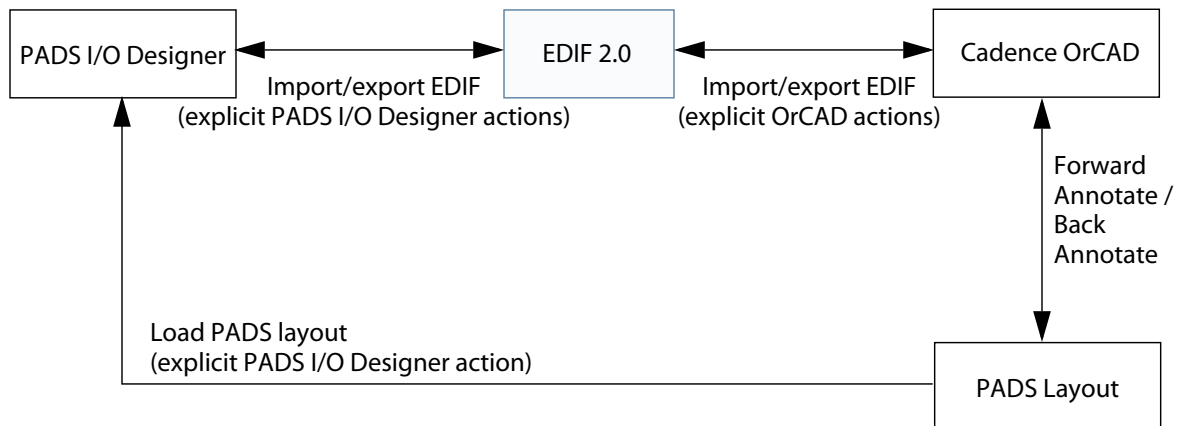 PADS I/O Designer
EDIF 2.0
Cadence OrCAD
Import/export EDIF
(explicit PADS I/O Designer actions)
Import/export EDIF
(explicit OrCAD actions)
Forward
Annotate /
Back
Annotate
Load PADS layout
(explicit PADS I/O Designer action)
PADS Layout